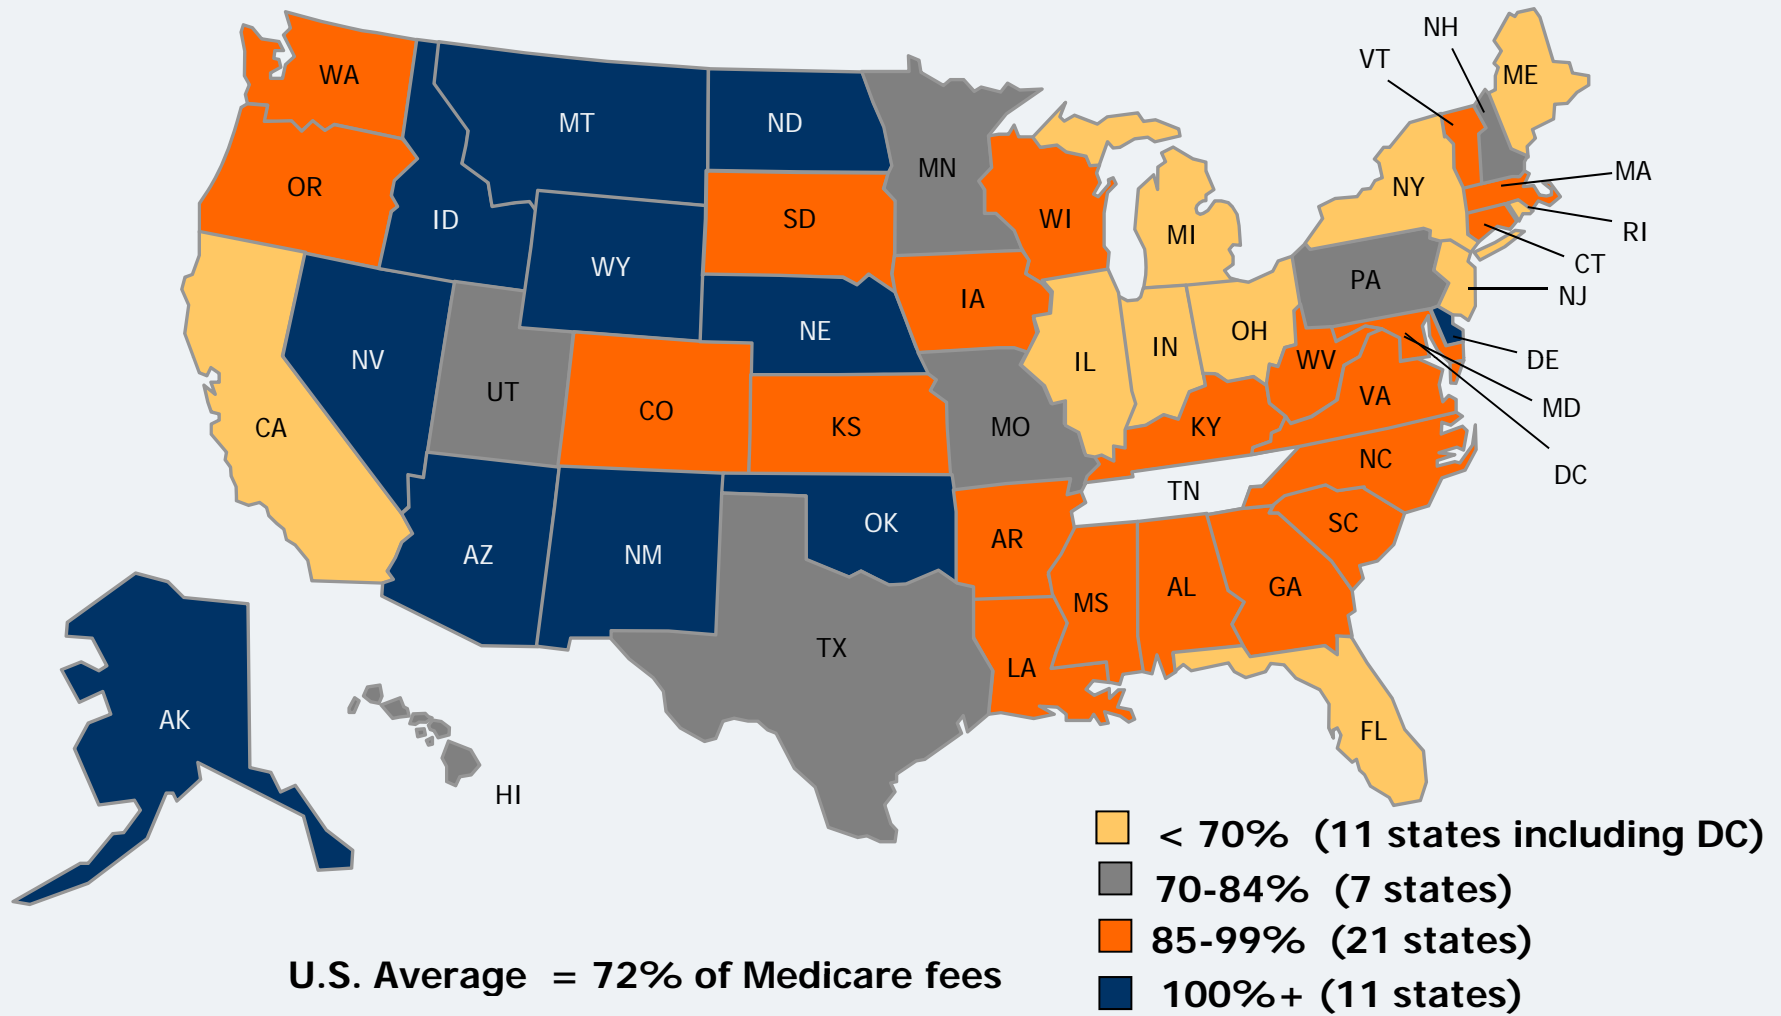 NH
VT
ME
WA
MT
ND
MN
MA
OR
NY
ID
SD
WI
RI
MI
CT
WY
PA
NJ
IA
NE
OH
IN
NV
IL
WV
DE
UT
VA
CO
MD
CA
KS
MO
KY
NC
DC
TN
OK
SC
AR
AZ
NM
AL
GA
MS
TX
LA
AK
FL
HI
< 70% (11 states including DC)
70-84% (7 states)
85-99% (21 states)
U.S. Average = 72% of Medicare fees
100%+ (11 states)